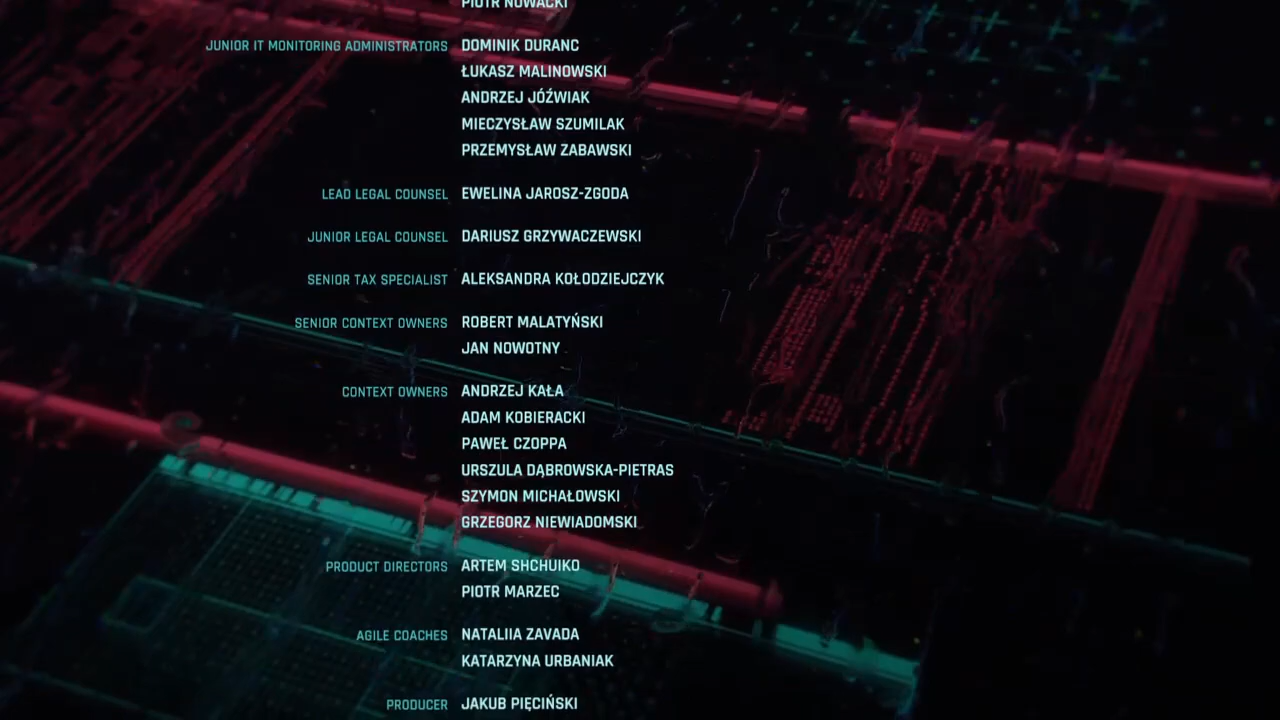 PIOTR NOWACKI
JUNIOR IT MONITORING ADMINISTRATORS DOMINIK DURANC
ŁUKASZ MALINOWSKI
ANDRZEJ JÓŹWIAK
MIECZYSŁAW SZUMILAK
PRZEMYSŁAW ZABAWSKI
LEAD LEGAL COUNSEL EWELINA JAROSZ-ZGODA
JUNIOR LEGAL COUNSEL DARIUSZ GRZYWACZEWSKI
SENIOR TAX SPECIALIST ALEKSANDRA KOŁODZIEJCZYK
SENIOR CONTEXT OWNERS ROBERT MALATYŃSKI
JAN NOWOTNY
CONTEXT OWNERS ANDRZEJ KAŁA
ADAM KOBIERACKI
PAWEŁ CZOPPA
URSZULA DĄBROWSKA-PIETRAS
SZYMON MICHAŁOWSKI
GRZEGORZ NIEWIADOMSKI
PRODUCT DIRECTORS ARTEM SHCHUIKO
PIOTR MARZEC
AGILE COACHES NATALIIA ZAVADA
KATARZYNA URBANIAK
PRODUCER JAKUB PIĘCIŃSKI